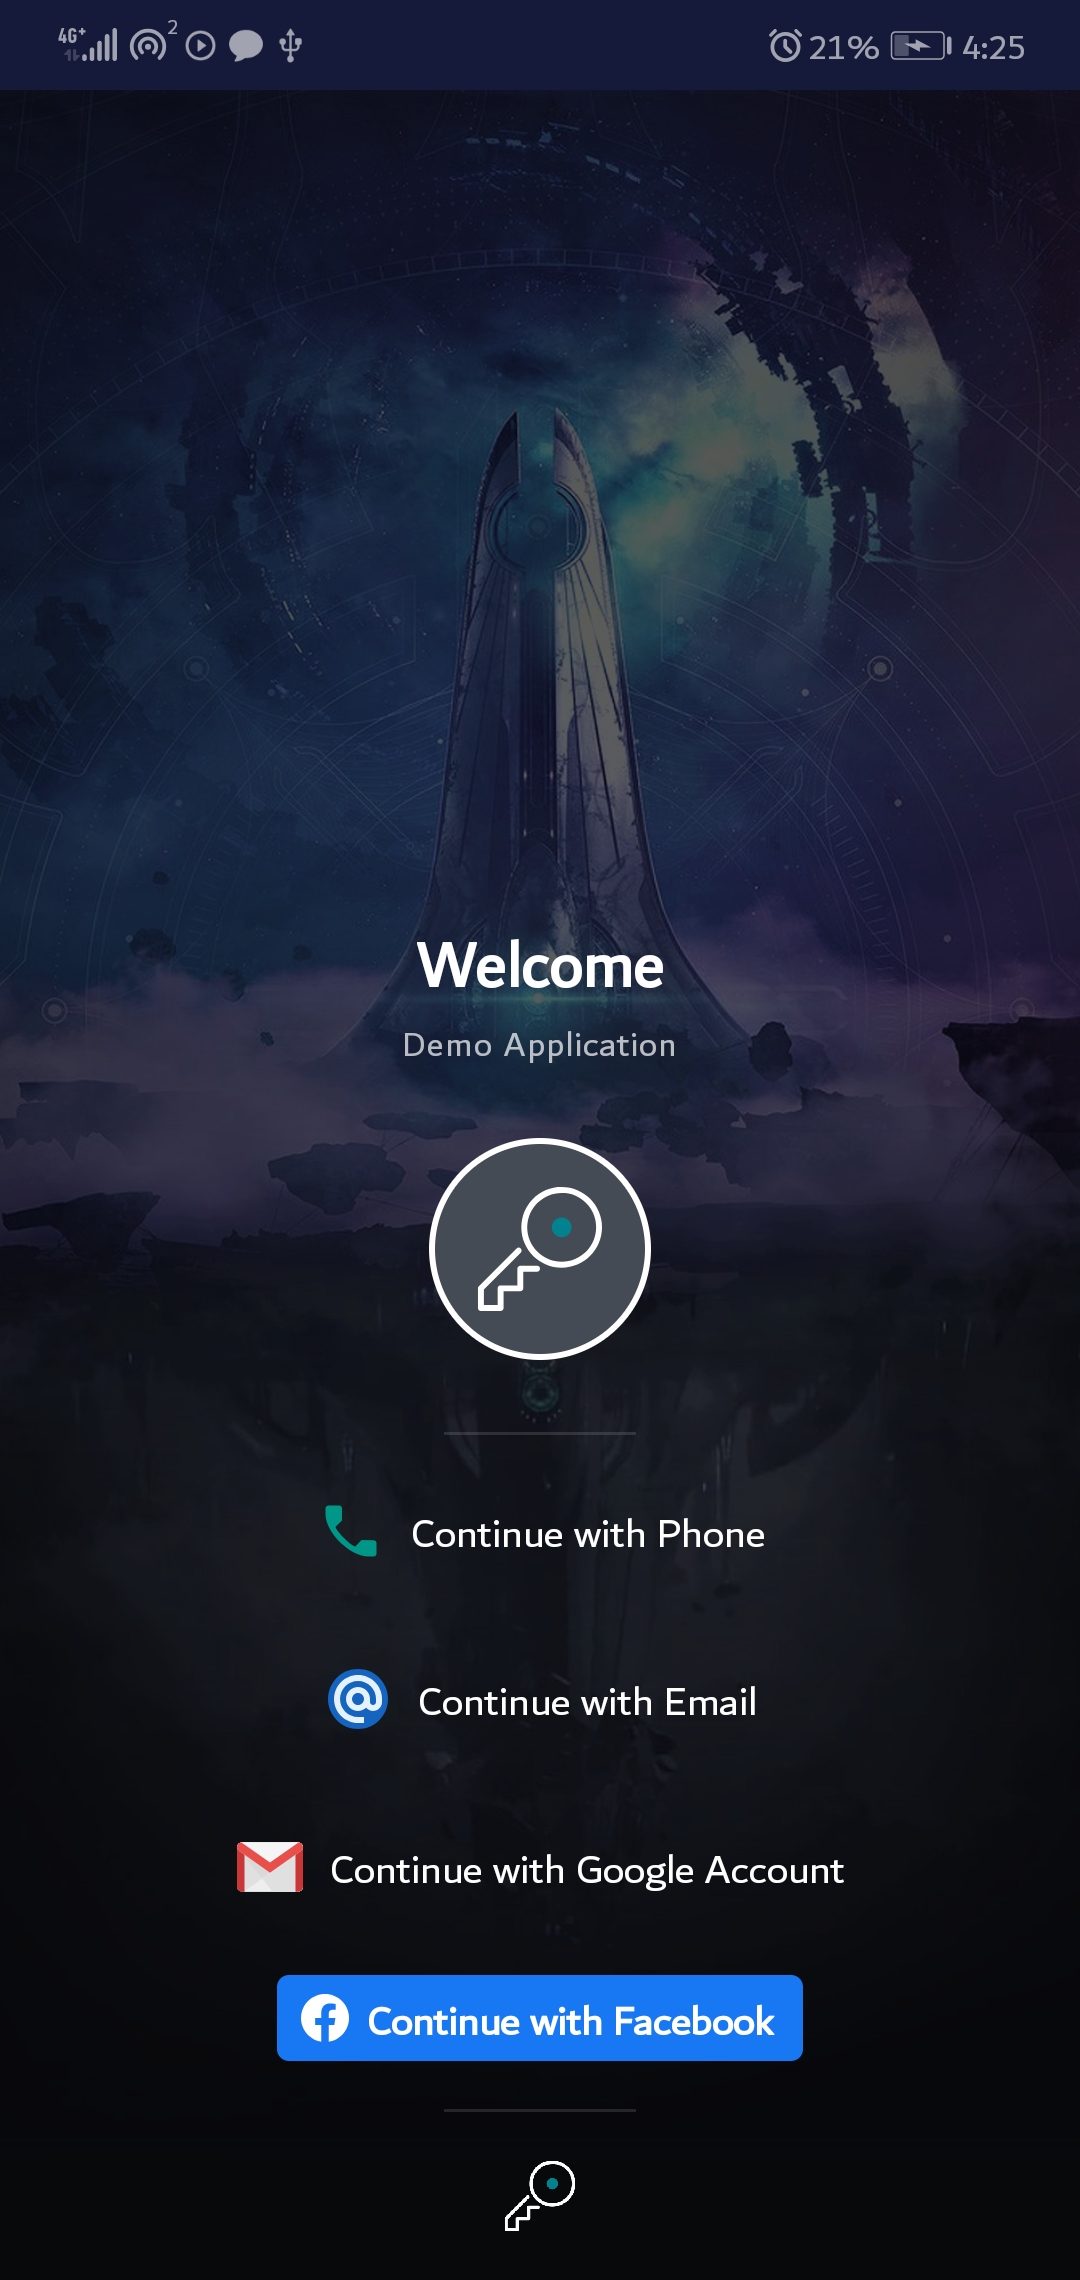 4G+ 2 21% 4:25
Welcome
Demo Application
Continue with Phone
Continue with Email
Continue with Google Account
Continue with Facebook